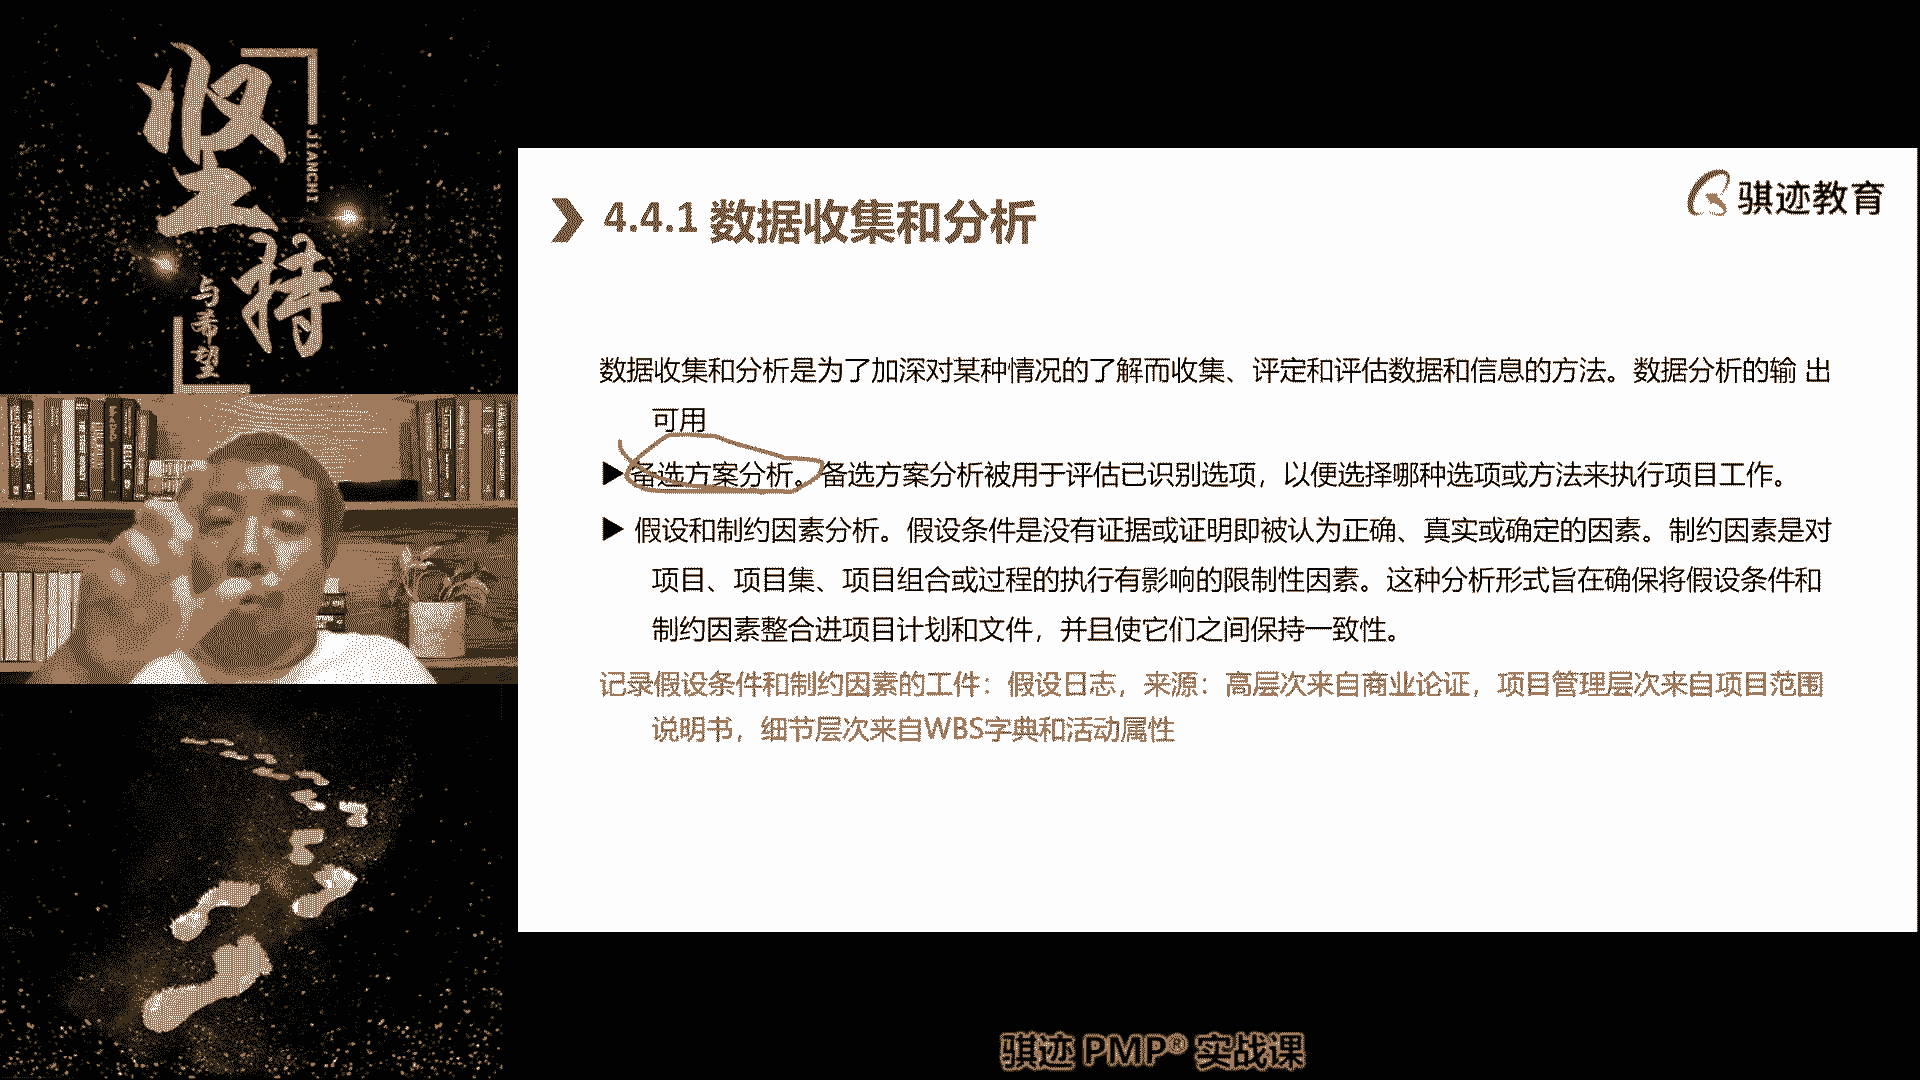 坚持
JIANCHI
与希望
骐迹教育
4.4.1 数据收集和分析
数据收集和分析是为了加深对某种情况的了解而收集、评定和评估数据和信息的方法。数据分析的输 出
可用
▶备选方案分析。备选方案分析被用于评估已识别选项，以便选择哪种选项或方法来执行项目工作。
▶ 假设和制约因素分析。假设条件是没有证据或证明即被认为正确、真实或确定的因素。制约因素是对
项目、项目集、项目组合或过程的执行有影响的限制性因素。这种分析形式旨在确保将假设条件和
制约因素整合进项目计划和文件，并且使它们之间保持一致性。
记录假设条件和制约因素的工件：假设日志，来源：高层次来自商业论证，项目管理层次来自项目范围
说明书，细节层次来自WBS字典和活动属性
骐迹 PMP® 实战课